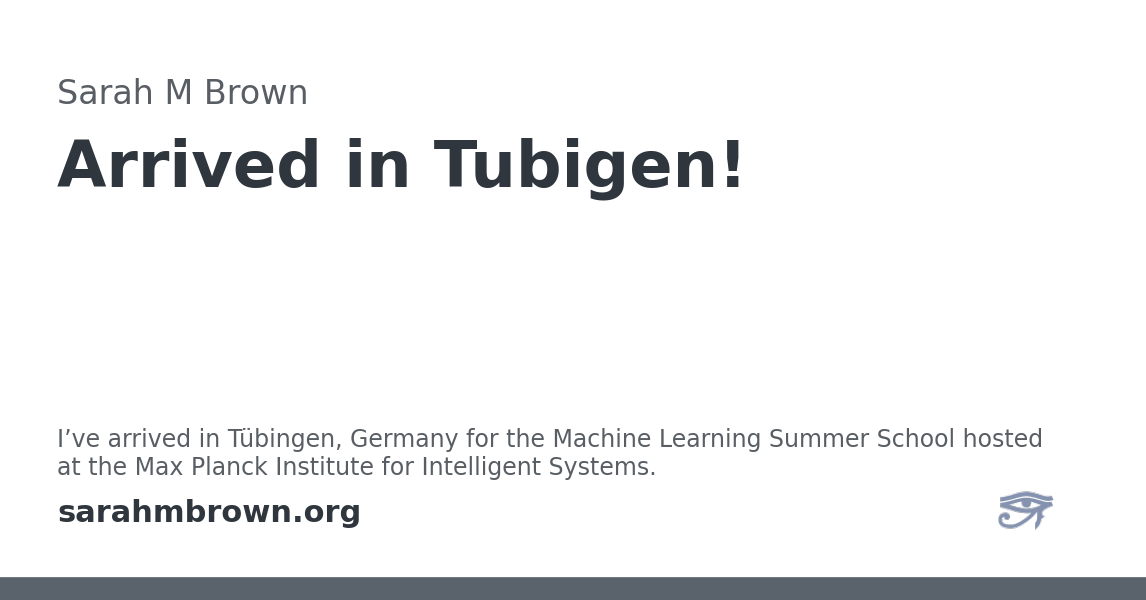 Sarah M Brown
Arrived in Tubigen!
I’ve arrived in Tübingen, Germany for the Machine Learning Summer School hosted
at the Max Planck Institute for Intelligent Systems.
sarahmbrown.org